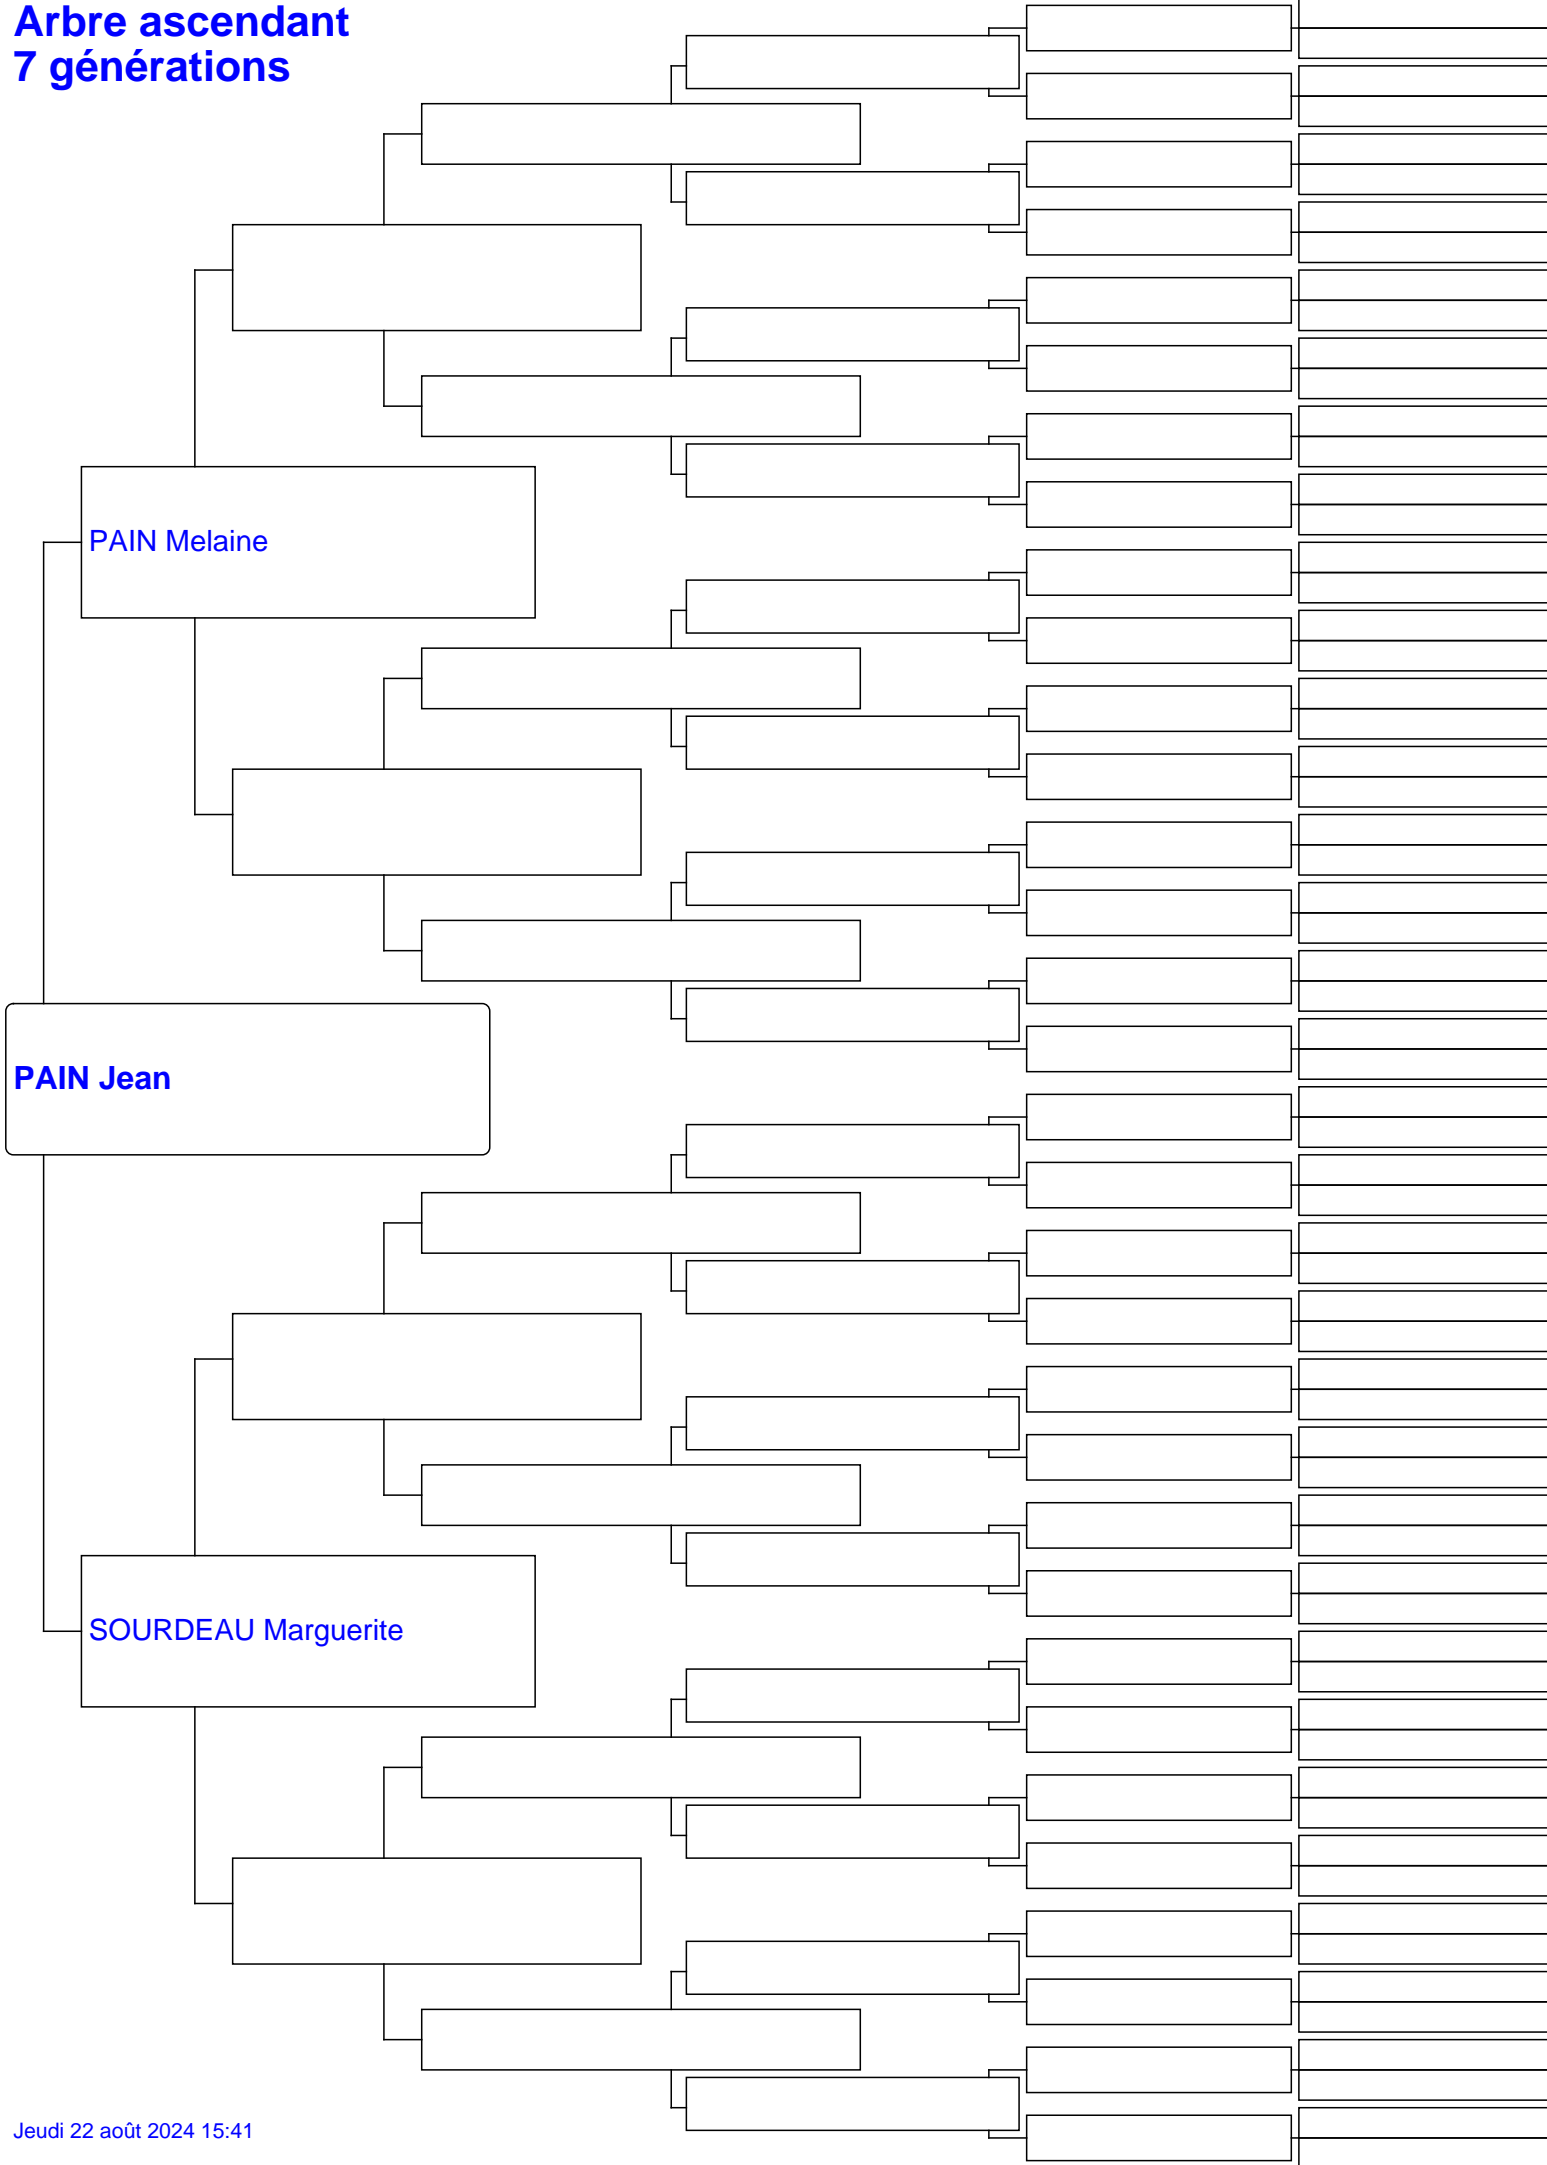 Arbre ascendant
7 générations
PAIN Melaine
PAIN Jean
SOURDEAU Marguerite
Jeudi 22 août 2024 15:41